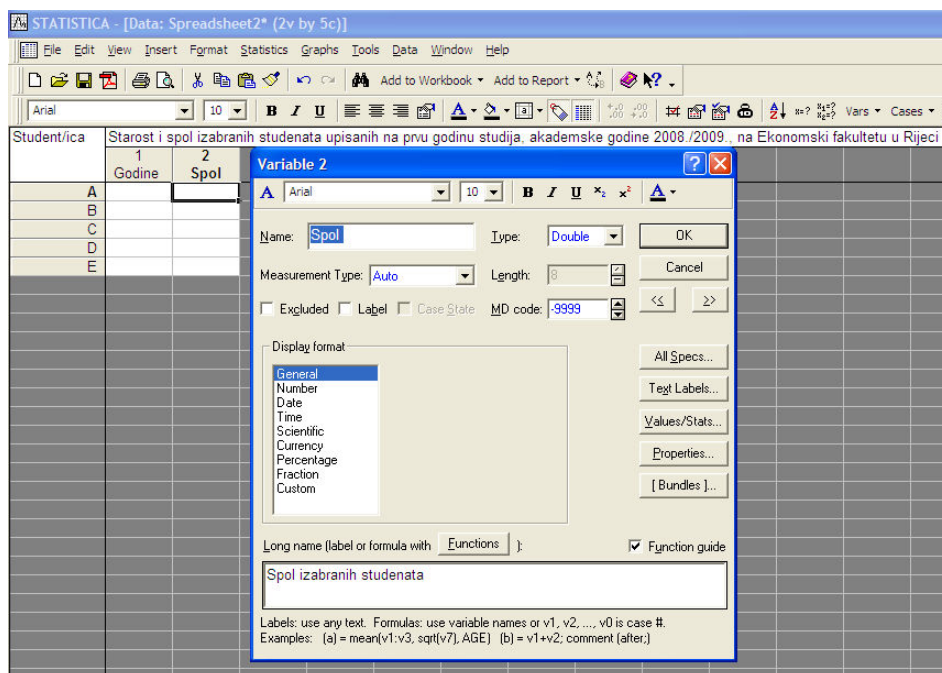 STATISTICA - [Data: Spreadsheet2* (2v by 5c)]
File Edit View Insert Format Statistics Graphs Tools Data Window Help
Add to Workbook Add to Report
Arial 10 B I U Vars Cases
Student/ica Starost i spol izabranih studenata upisanih na prvu godinu studija, akademske godine 2008./2009., na Ekonomski fakultetu u Rijeci
1 2
Godine Spol
A
B
C
D
E
Variable 2
A Arial 10 B I U x₂ x² A
Name: Spol Type: Double OK
Measurement Type: Auto Length: 8 Cancel
Excluded Label Case State MD code: -9999 << >>
Display format
General
Number
Date
Time
Scientific
Currency
Percentage
Fraction
Custom
All Specs...
Text Labels...
Values/Stats...
Properties...
[ Bundles ]...
Long name (label or formula with Functions ): Function guide
Spol izabranih studenata
Labels: use any text. Formulas: use variable names or v1, v2, ..., v0 is case #.
Examples: (a) = mean(v1:v3, sqrt(v7), AGE) (b) = v1+v2; comment (after;)